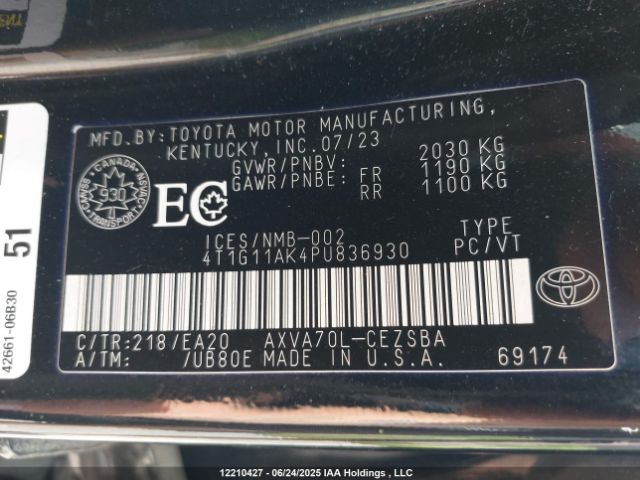 MFD. BY: TOYOTA MOTOR MANUFACTURING,
KENTUCKY, INC. 07/23
GVWR/PNBV: 2030 KG
GAWR/PNBE: FR 1190 KG
RR 1100 KG
CANADA
930
TRANSPORT
EC
ICES/NMB-002
4T1G11AK4PU836930
TYPE
PC/VT
C/TR: 218 /EA20 AXVA70L-CEZSBA
A/TM: /UB80E MADE IN U.S.A.
69174
51
42661-06B30
12210427 - 06/24/2025 IAA Holdings , LLC